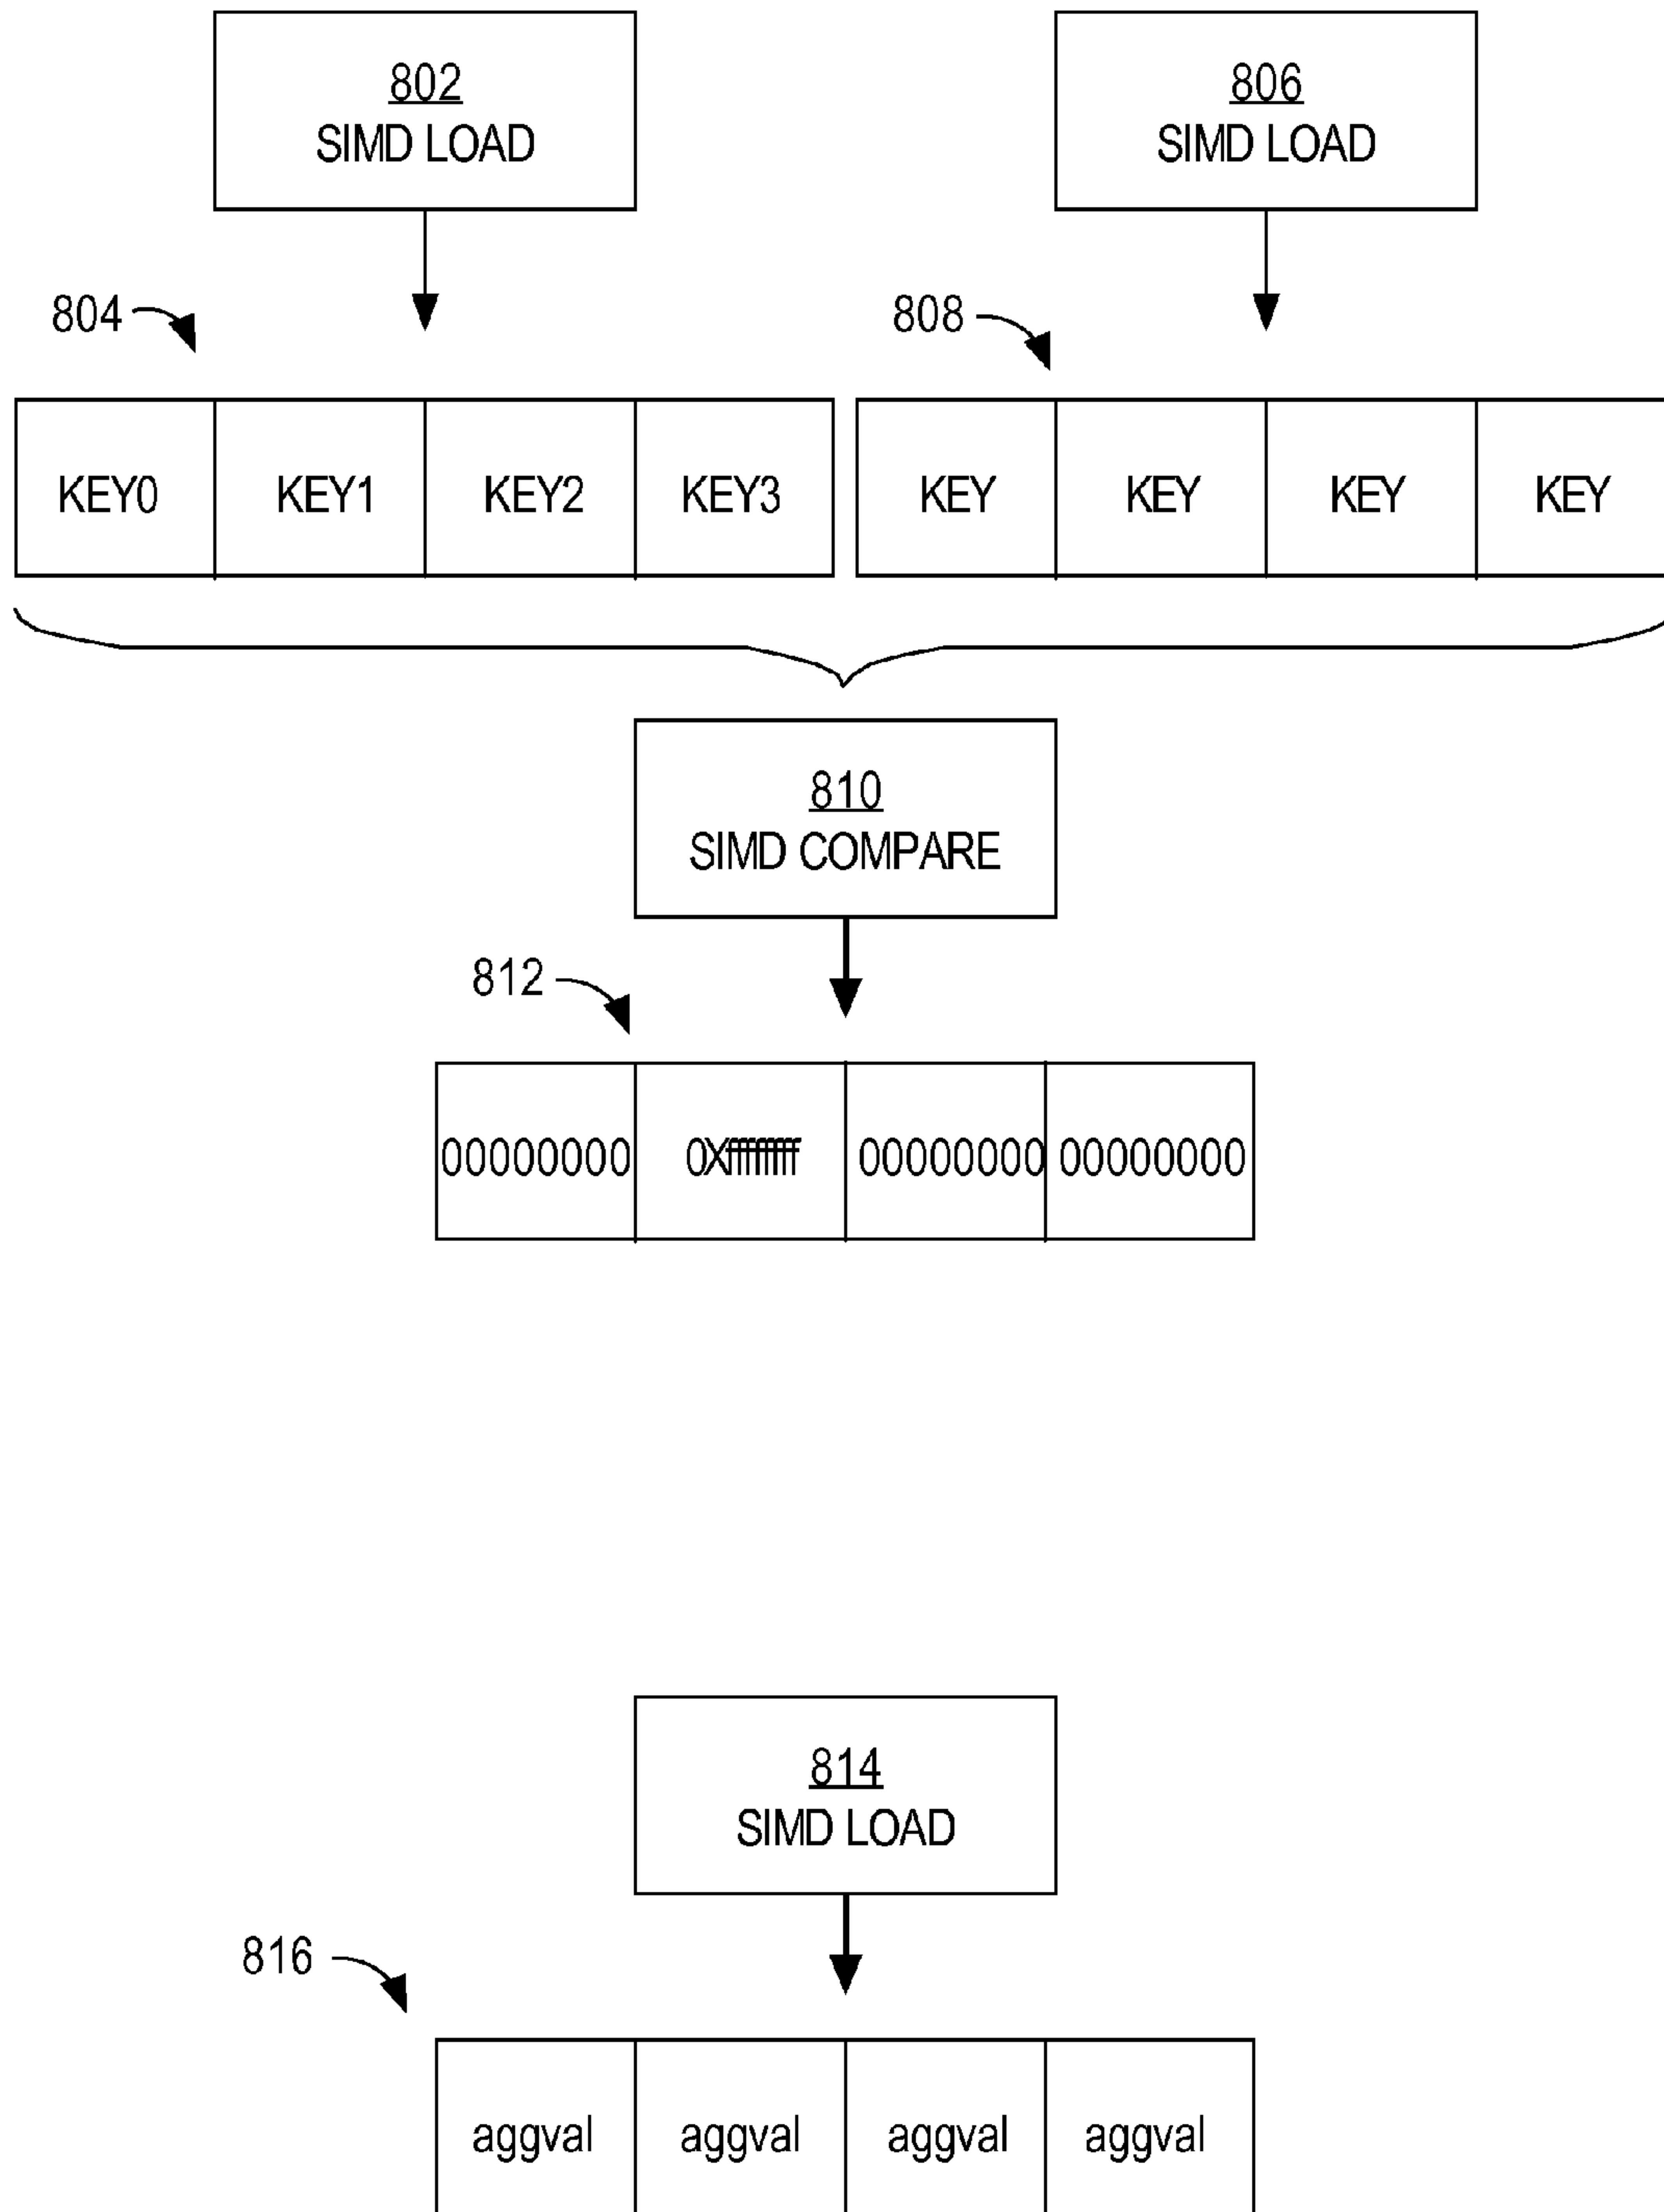 802
SIMD LOAD
806
SIMD LOAD
804
808
KEY0 KEY1 KEY2 KEY3 KEY KEY KEY KEY
810
SIMD COMPARE
812
00000000 0Xffffffff 00000000 00000000
814
SIMD LOAD
816
aggval aggval aggval aggval